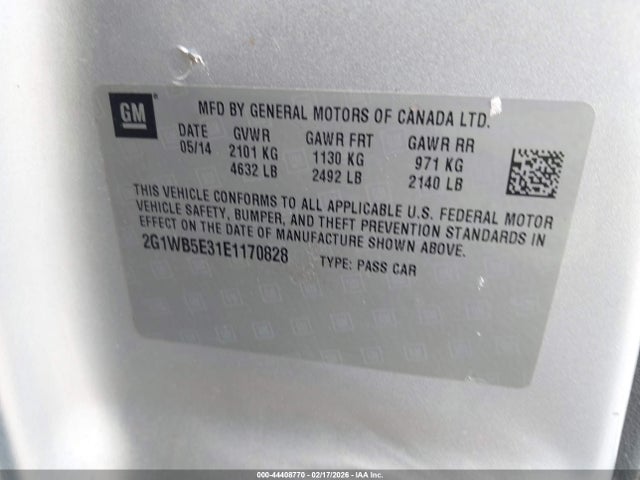 GM
MFD BY GENERAL MOTORS OF CANADA LTD.
DATE GVWR GAWR FRT GAWR RR
05/14 2101 KG 1130 KG 971 KG
4632 LB 2492 LB 2140 LB
THIS VEHICLE CONFORMS TO ALL APPLICABLE U.S. FEDERAL MOTOR
VEHICLE SAFETY, BUMPER, AND THEFT PREVENTION STANDARDS IN
EFFECT ON THE DATE OF MANUFACTURE SHOWN ABOVE.
2G1WB5E31E1170828 TYPE: PASS CAR
000-44408770 - 02/17/2026 - IAA Inc.